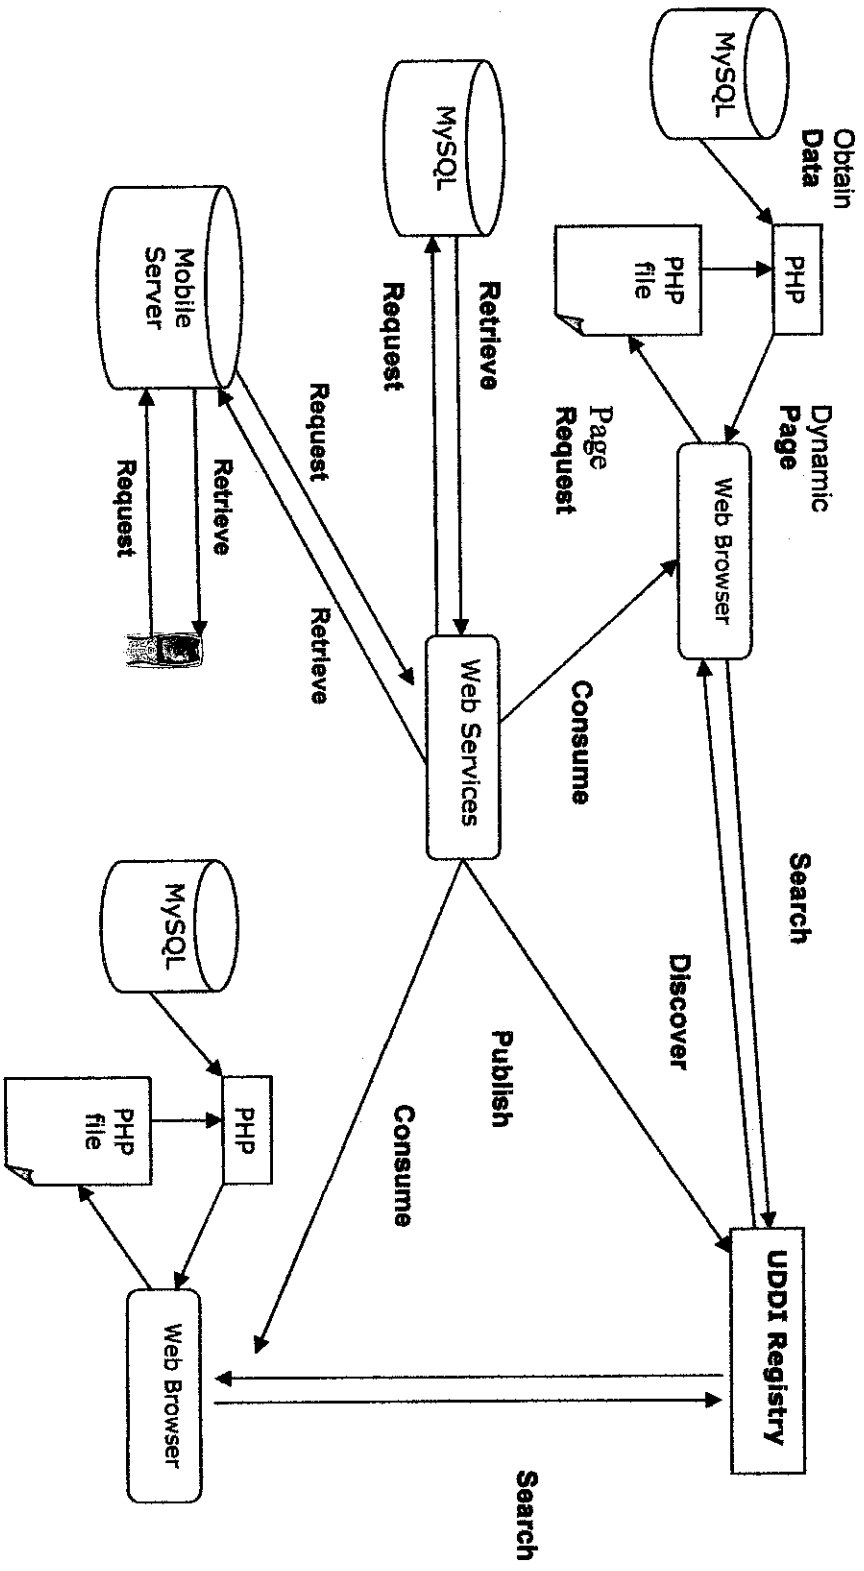 Obtain
Data
MySQL
PHP
PHP
file
Dynamic
Page
Page
Request
Web Browser
Search
Discover
UDDI Registry
MySQL
Retrieve
Request
Consume
Web Services
Publish
Consume
Search
Mobile
Server
Request
Retrieve
Retrieve
Request
MySQL
PHP
PHP
file
Web Browser